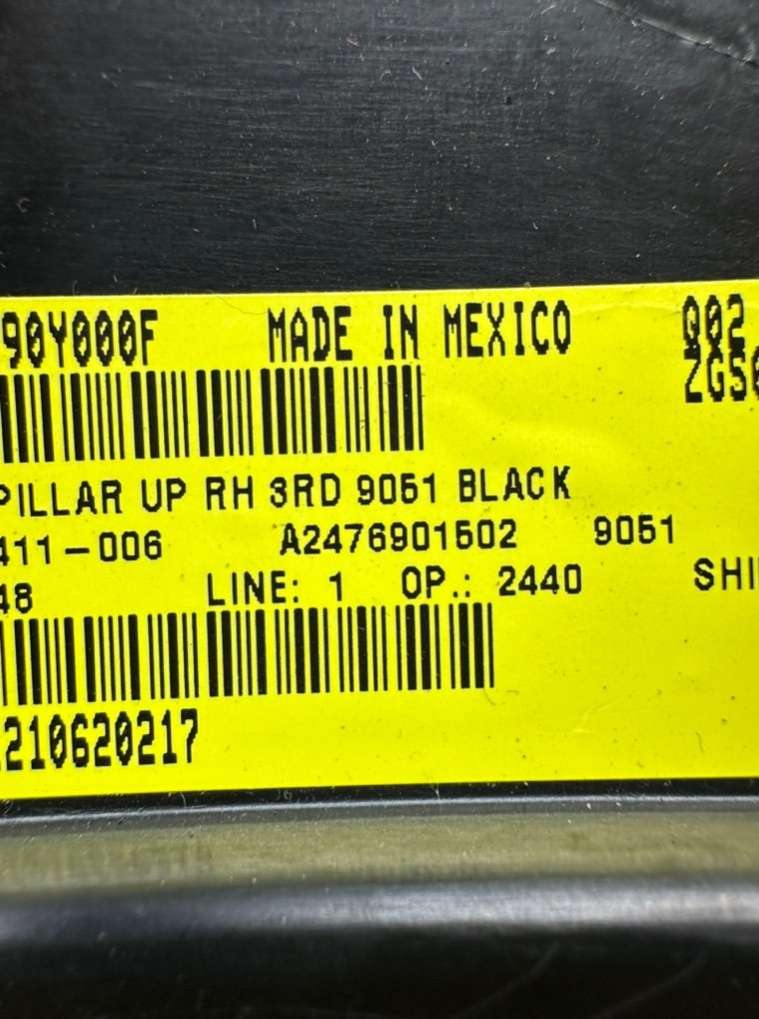 90Y000F MADE IN MEXICO Q02
ZGS
PILLAR UP RH 3RD 9051 BLACK
411-006 A2476901502 9051
48 LINE: 1 OP.: 2440 SHI
210620217